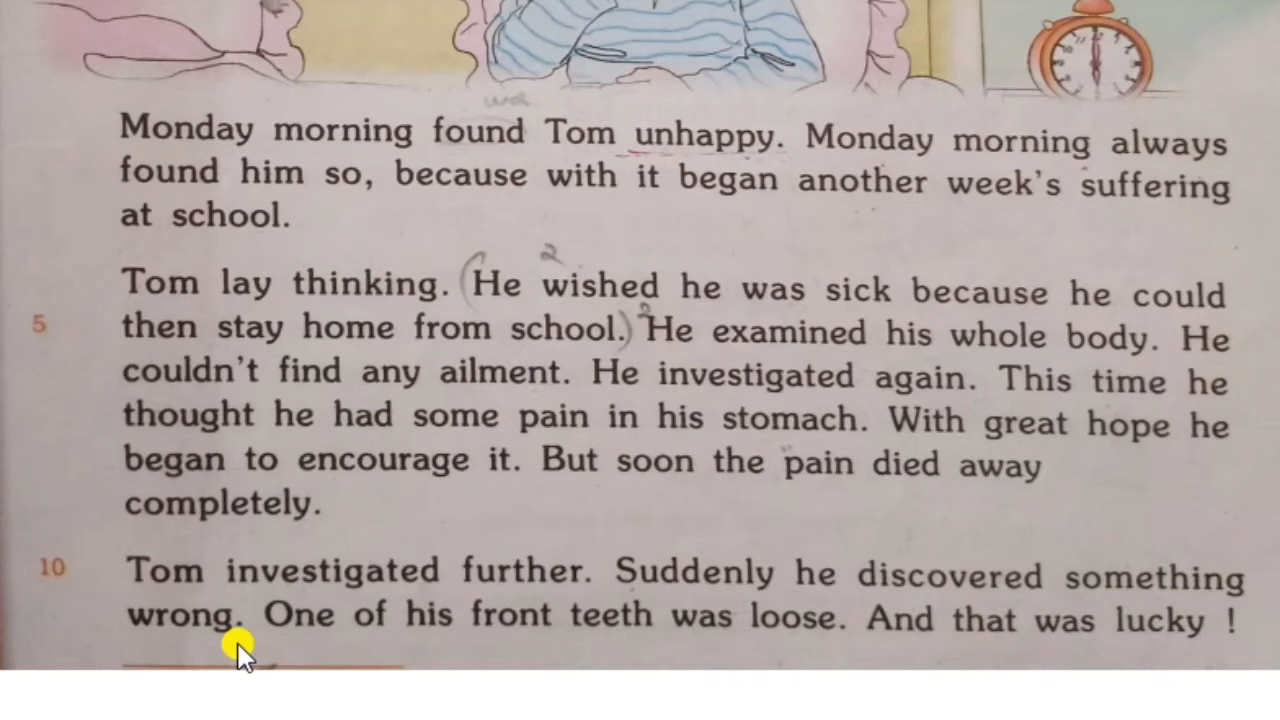 Monday morning found Tom unhappy. Monday morning always
found him so, because with it began another week's suffering
at school.
Tom lay thinking. (He wished he was sick because he could
5 then stay home from school.) He examined his whole body. He
couldn't find any ailment. He investigated again. This time he
thought he had some pain in his stomach. With great hope he
began to encourage it. But soon the pain died away
completely.
10 Tom investigated further. Suddenly he discovered something
wrong. One of his front teeth was loose. And that was lucky !